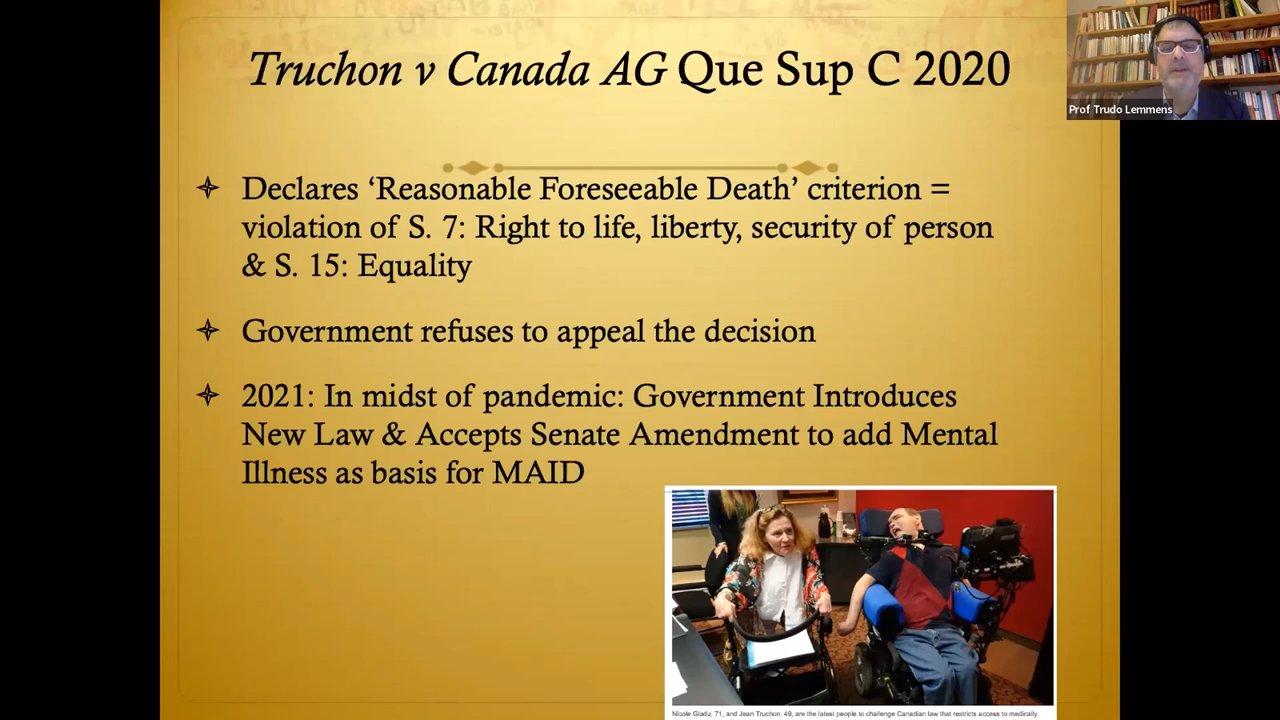 Truchon v Canada AG Que Sup C 2020
Prof Trudo Lemmens
Declares ‘Reasonable Foreseeable Death’ criterion =
violation of S. 7: Right to life, liberty, security of person
& S. 15: Equality
Government refuses to appeal the decision
2021: In midst of pandemic: Government Introduces
New Law & Accepts Senate Amendment to add Mental
Illness as basis for MAID
Nicole Gladu, 71, and Jean Truchon, 49, are the latest people to challenge Canadian law that restricts access to medically